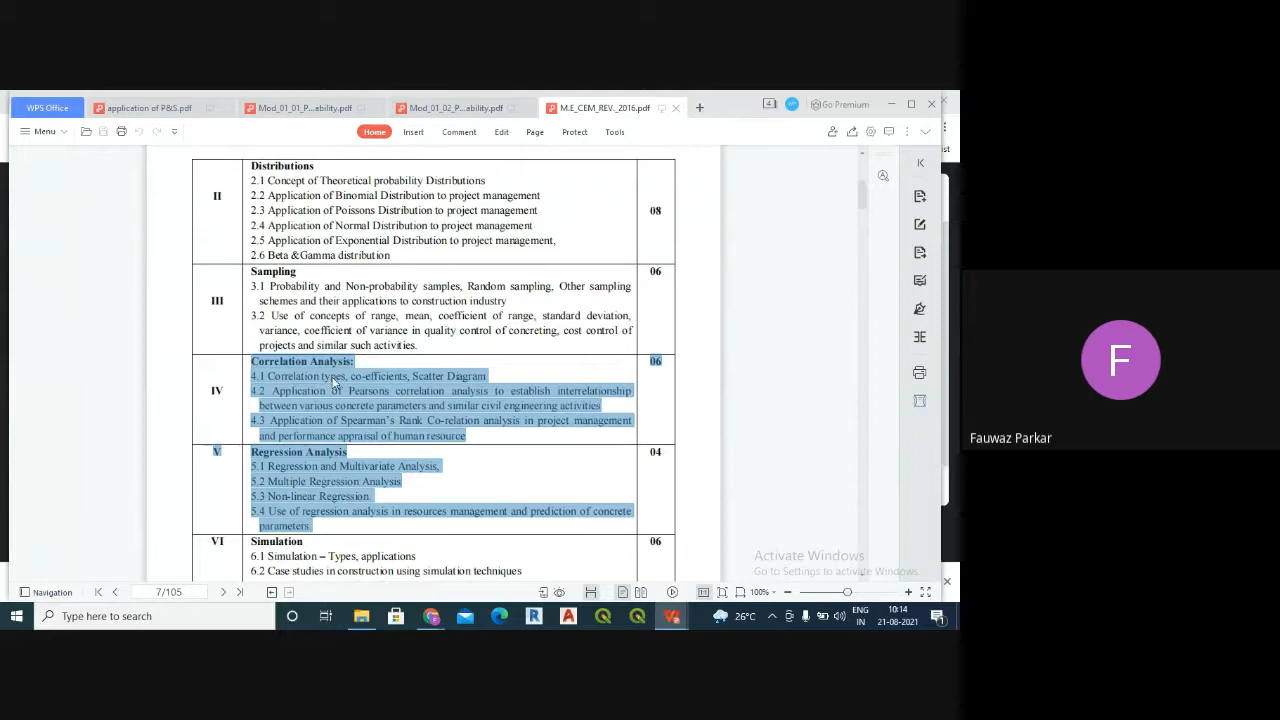 WPS Office
application of P&S.pdf
Mod_01_01_P...ability.pdf
Mod_01_02_P...ability.pdf
M.E_CEM_REV._2016.pdf
4
Go Premium
Menu
Home
Insert
Comment
Edit
Page
Protect
Tools
Distributions
2.1 Concept of Theoretical probability Distributions
2.2 Application of Binomial Distribution to project management
II
2.3 Application of Poissons Distribution to project management
08
2.4 Application of Normal Distribution to project management
2.5 Application of Exponential Distribution to project management,
2.6 Beta &Gamma distribution
Sampling
06
3.1 Probability and Non-probability samples, Random sampling, Other sampling
III
schemes and their applications to construction industry
3.2 Use of concepts of range, mean, coefficient of range, standard deviation,
variance, coefficient of variance in quality control of concreting, cost control of
projects and similar such activities.
Correlation Analysis:
06
4.1 Correlation types, co-efficients, Scatter Diagram
IV
4.2 Application of Pearsons correlation analysis to establish interrelationship
between various concrete parameters and similar civil engineering activities
4.3 Application of Spearman's Rank Co-relation analysis in project management
and performance appraisal of human resource
V
Regression Analysis
04
5.1 Regression and Multivariate Analysis,
5.2 Multiple Regression Analysis
5.3 Non-linear Regression.
5.4 Use of regression analysis in resources management and prediction of concrete
parameters.
VI
Simulation
06
6.1 Simulation – Types, applications
6.2 Case studies in construction using simulation techniques
Activate Windows
Go to Settings to activate Windows.
Navigation
7/105
100%
Type here to search
26°C
ENG
IN
10:14
21-08-2021
F
Fauwaz Parkar